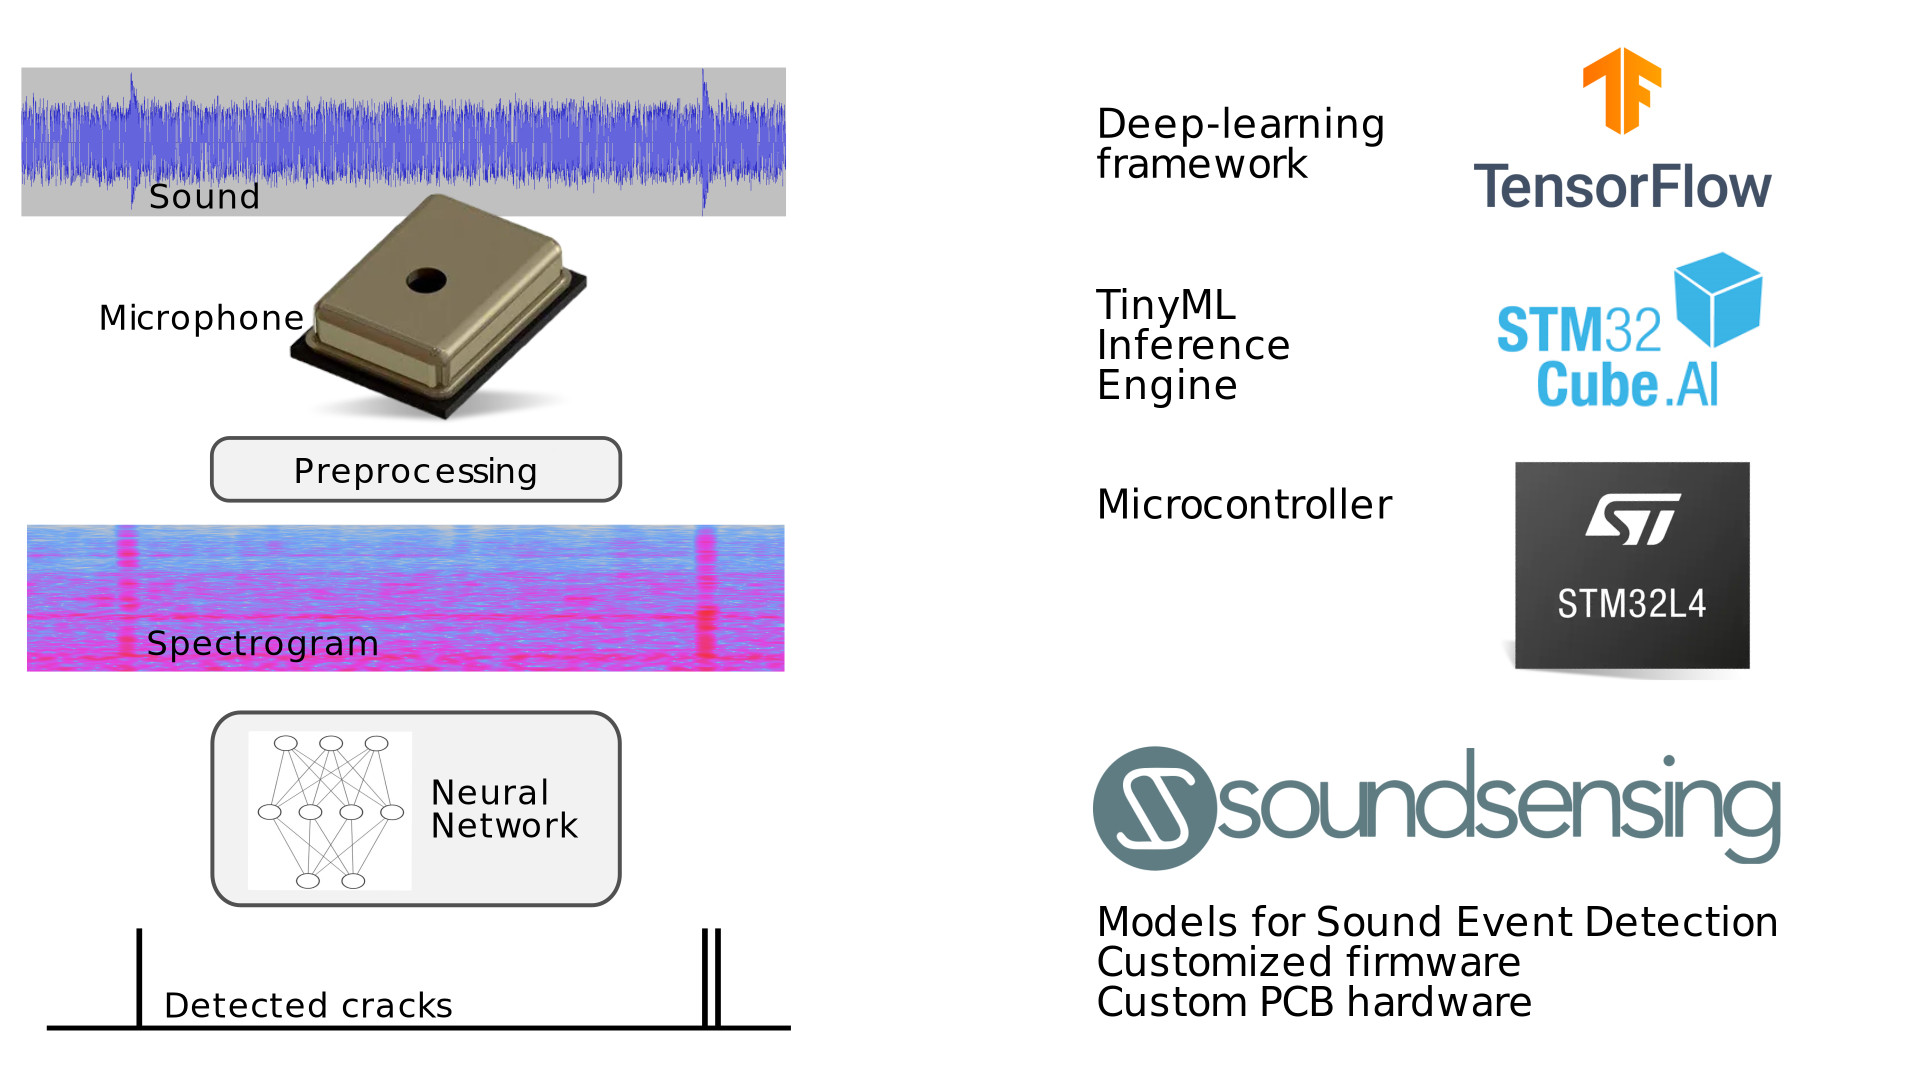 Sound
Microphone
Preprocessing
Spectrogram
Neural
Network
Detected cracks
Deep-learning
framework
TensorFlow
TinyML
Inference
Engine
STM32
Cube.AI
Microcontroller
ST
STM32L4
soundsensing
Models for Sound Event Detection
Customized firmware
Custom PCB hardware